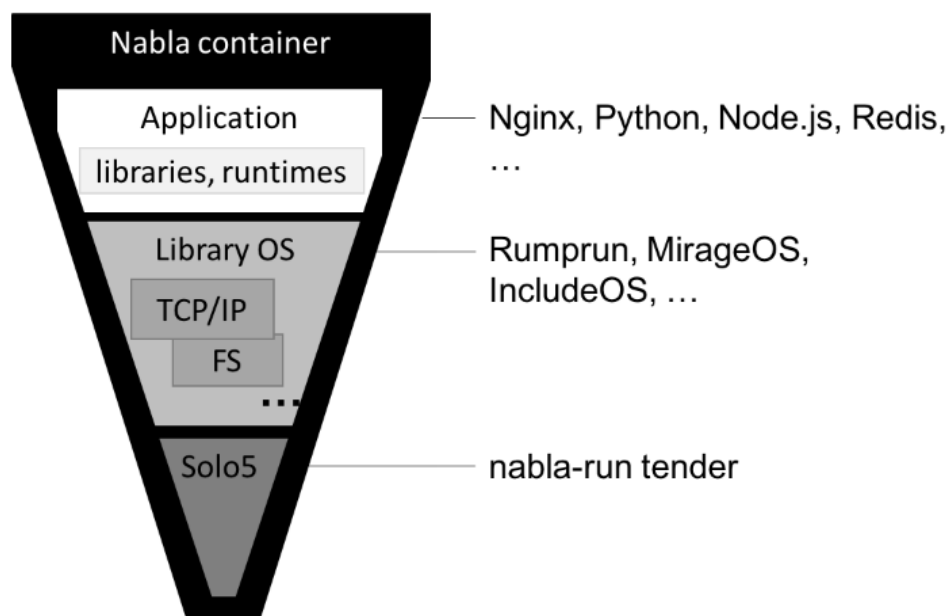 Nabla container
Application
libraries, runtimes
Nginx, Python, Node.js, Redis,
…
Library OS
TCP/IP
FS
...
Rumprun, MirageOS,
IncludeOS, …
Solo5
nabla-run tender